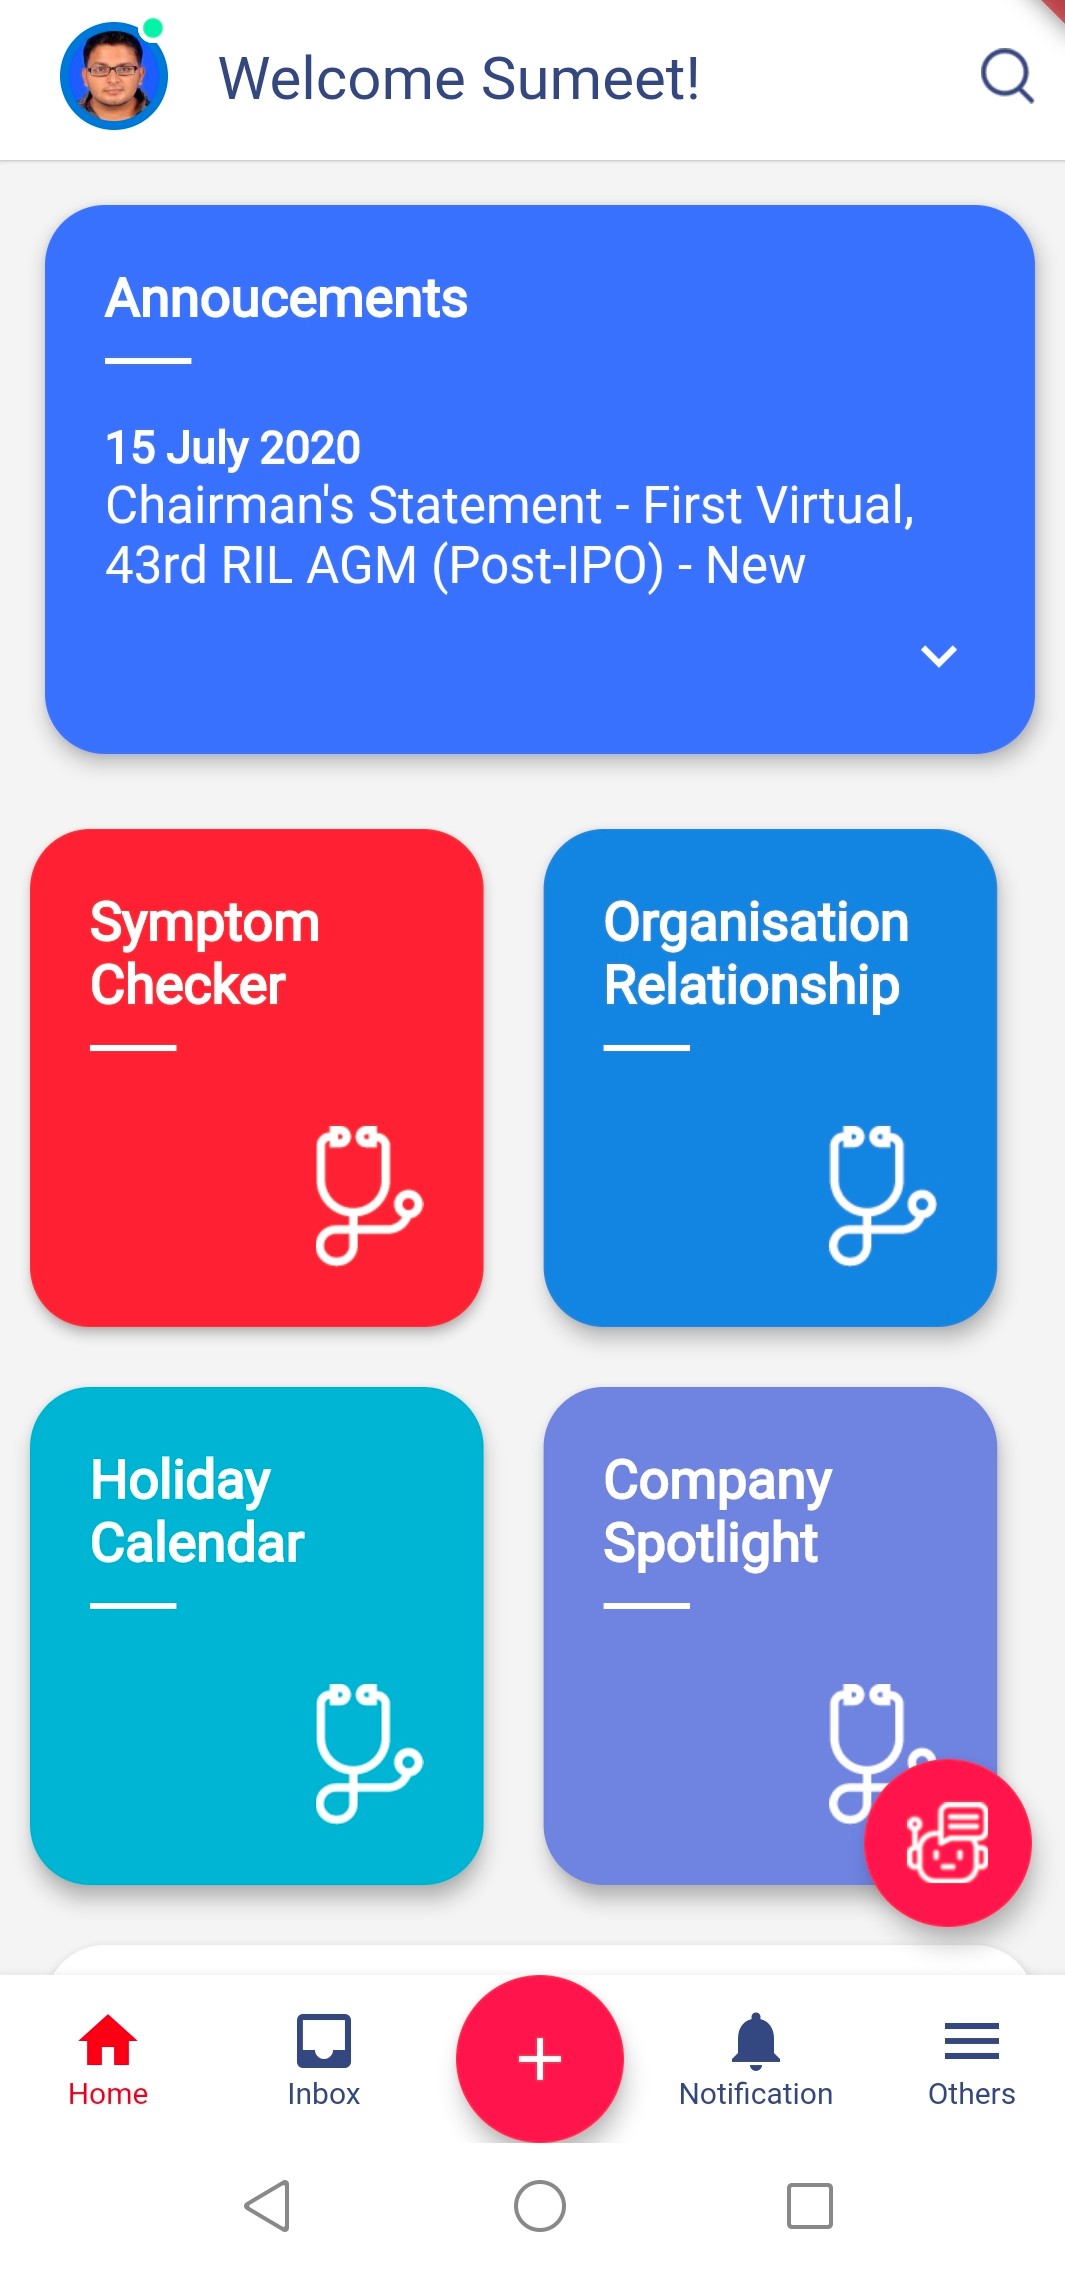 Welcome Sumeet!
Annoucements
15 July 2020
Chairman's Statement - First Virtual,
43rd RIL AGM (Post-IPO) - New
Symptom
Checker
Organisation
Relationship
Holiday
Calendar
Company
Spotlight
Home
Inbox
Notification
Others